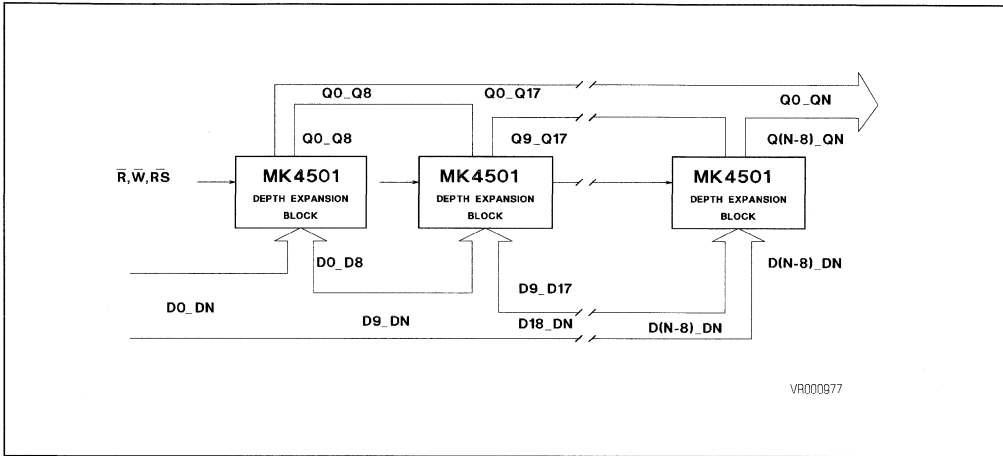 Q0_Q8
Q0_Q17
Q0_QN
Q0_Q8
Q9_Q17
Q(N-8)_QN
R̅,W̅,R̅S̅
MK4501
DEPTH EXPANSION
BLOCK
MK4501
DEPTH EXPANSION
BLOCK
MK4501
DEPTH EXPANSION
BLOCK
D0_D8
D(N-8)_DN
D9_D17
D0_DN
D9_DN
D18_DN
D(N-8)_DN
VR000977